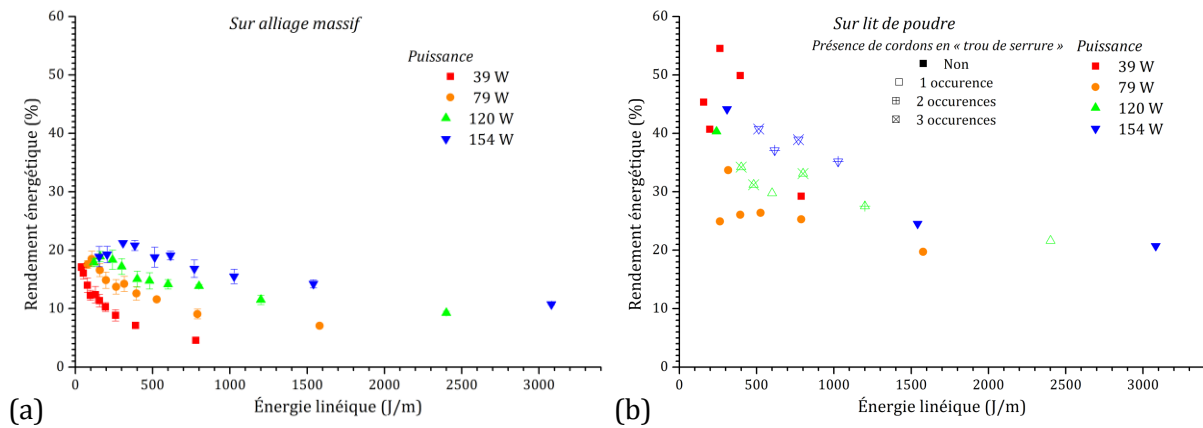 Sur alliage massif
Puissance
39 W
79 W
120 W
154 W
Rendement énergétique (%)
60
50
40
30
20
10
0
0 500 1000 1500 2000 2500 3000
Énergie linéique (J/m)
(a)
Sur lit de poudre
Présence de cordons en « trou de serrure » Puissance
Non
1 occurence
2 occurences
3 occurences
39 W
79 W
120 W
154 W
Rendement énergétique (%)
60
50
40
30
20
10
0
0 500 1000 1500 2000 2500 3000
Énergie linéique (J/m)
(b)